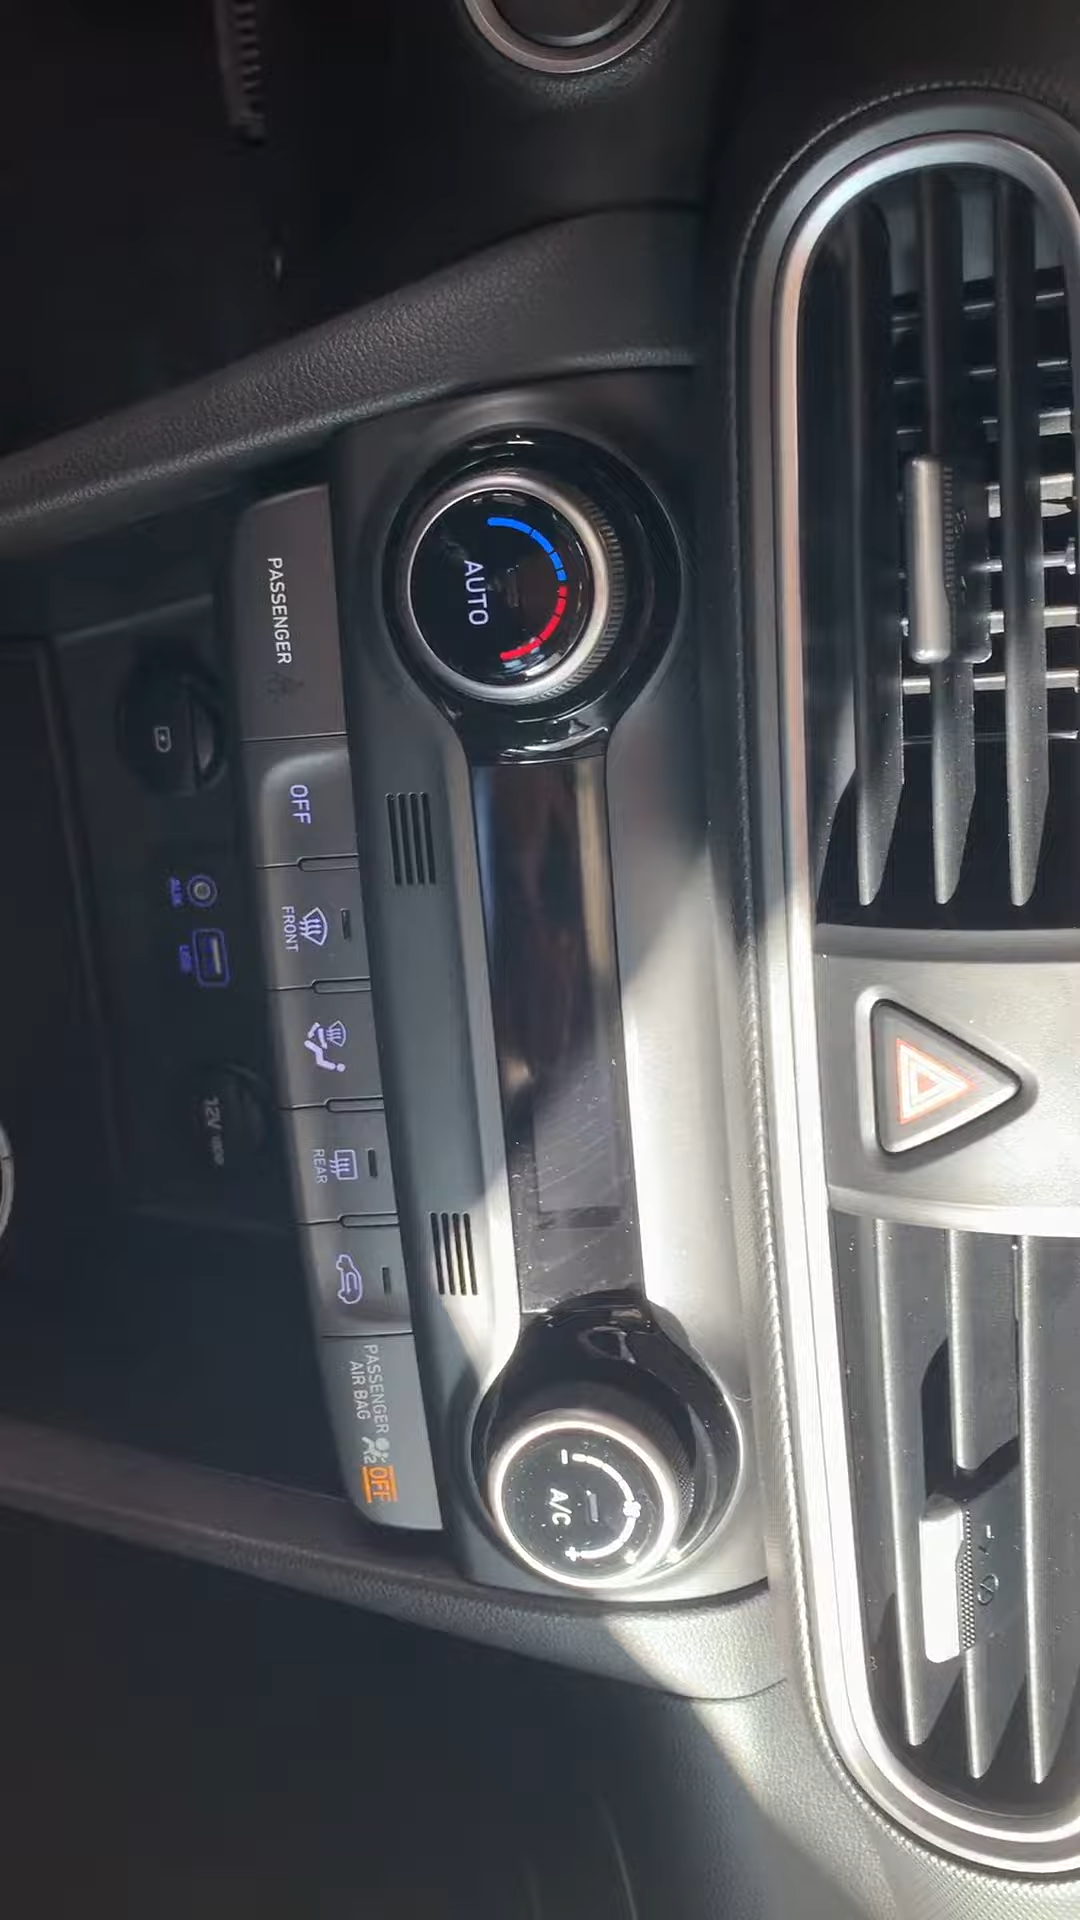 AUTO
A/C
PASSENGER
OFF
FRONT
REAR
PASSENGER
AIR BAG
OFF
AUX
USB
12V